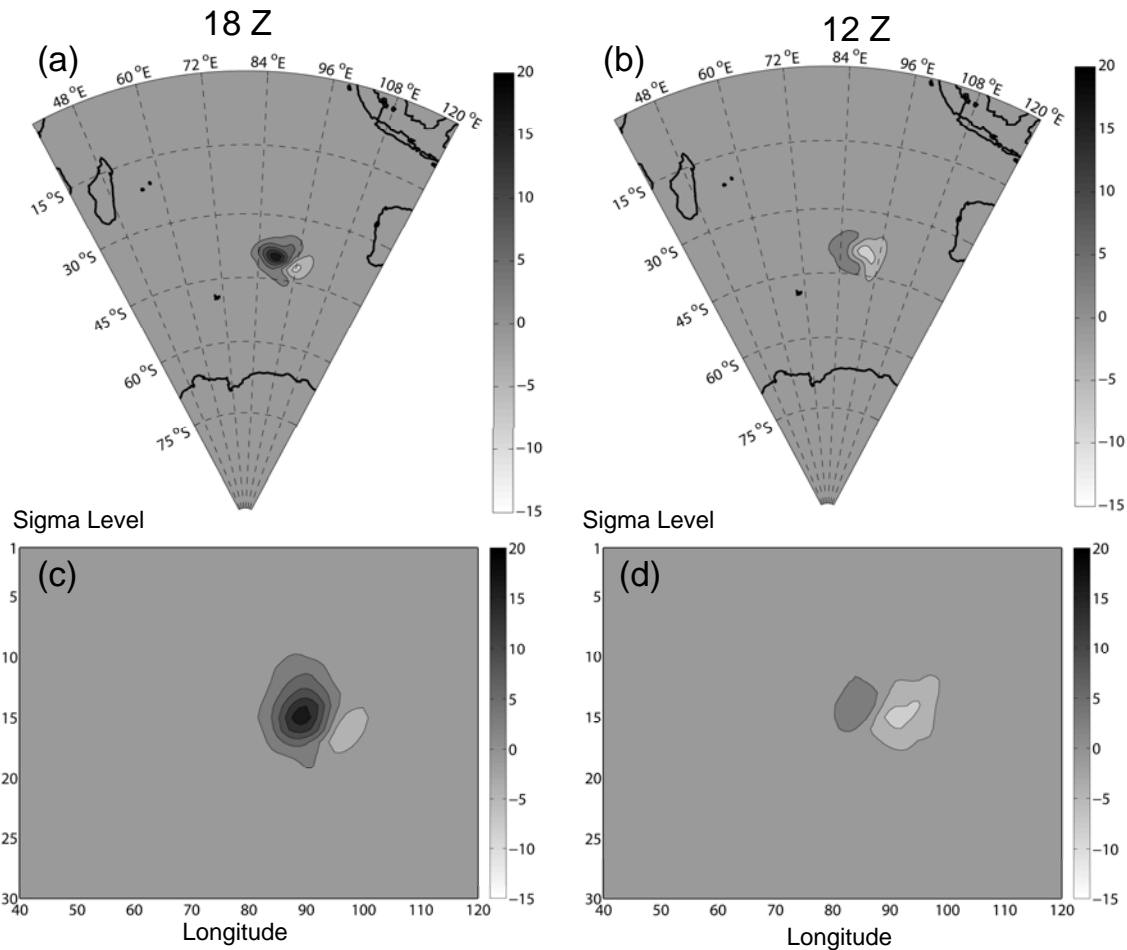 18 Z
12 Z
(a)
48 °E
60 °E
72 °E
84 °E
96 °E
108 °E
120 °E
15 °S
30 °S
45 °S
60 °S
75 °S
20
15
10
5
0
−5
−10
−15
(b)
48 °E
60 °E
72 °E
84 °E
96 °E
108 °E
120 °E
15 °S
30 °S
45 °S
60 °S
75 °S
20
15
10
5
0
−5
−10
−15
Sigma Level
(c)
1
5
10
15
20
25
30
40 50 60 70 80 90 100 110 120
Longitude
20
15
10
5
0
−5
−10
−15
Sigma Level
(d)
1
5
10
15
20
25
30
40 50 60 70 80 90 100 110 120
Longitude
20
15
10
5
0
−5
−10
−15